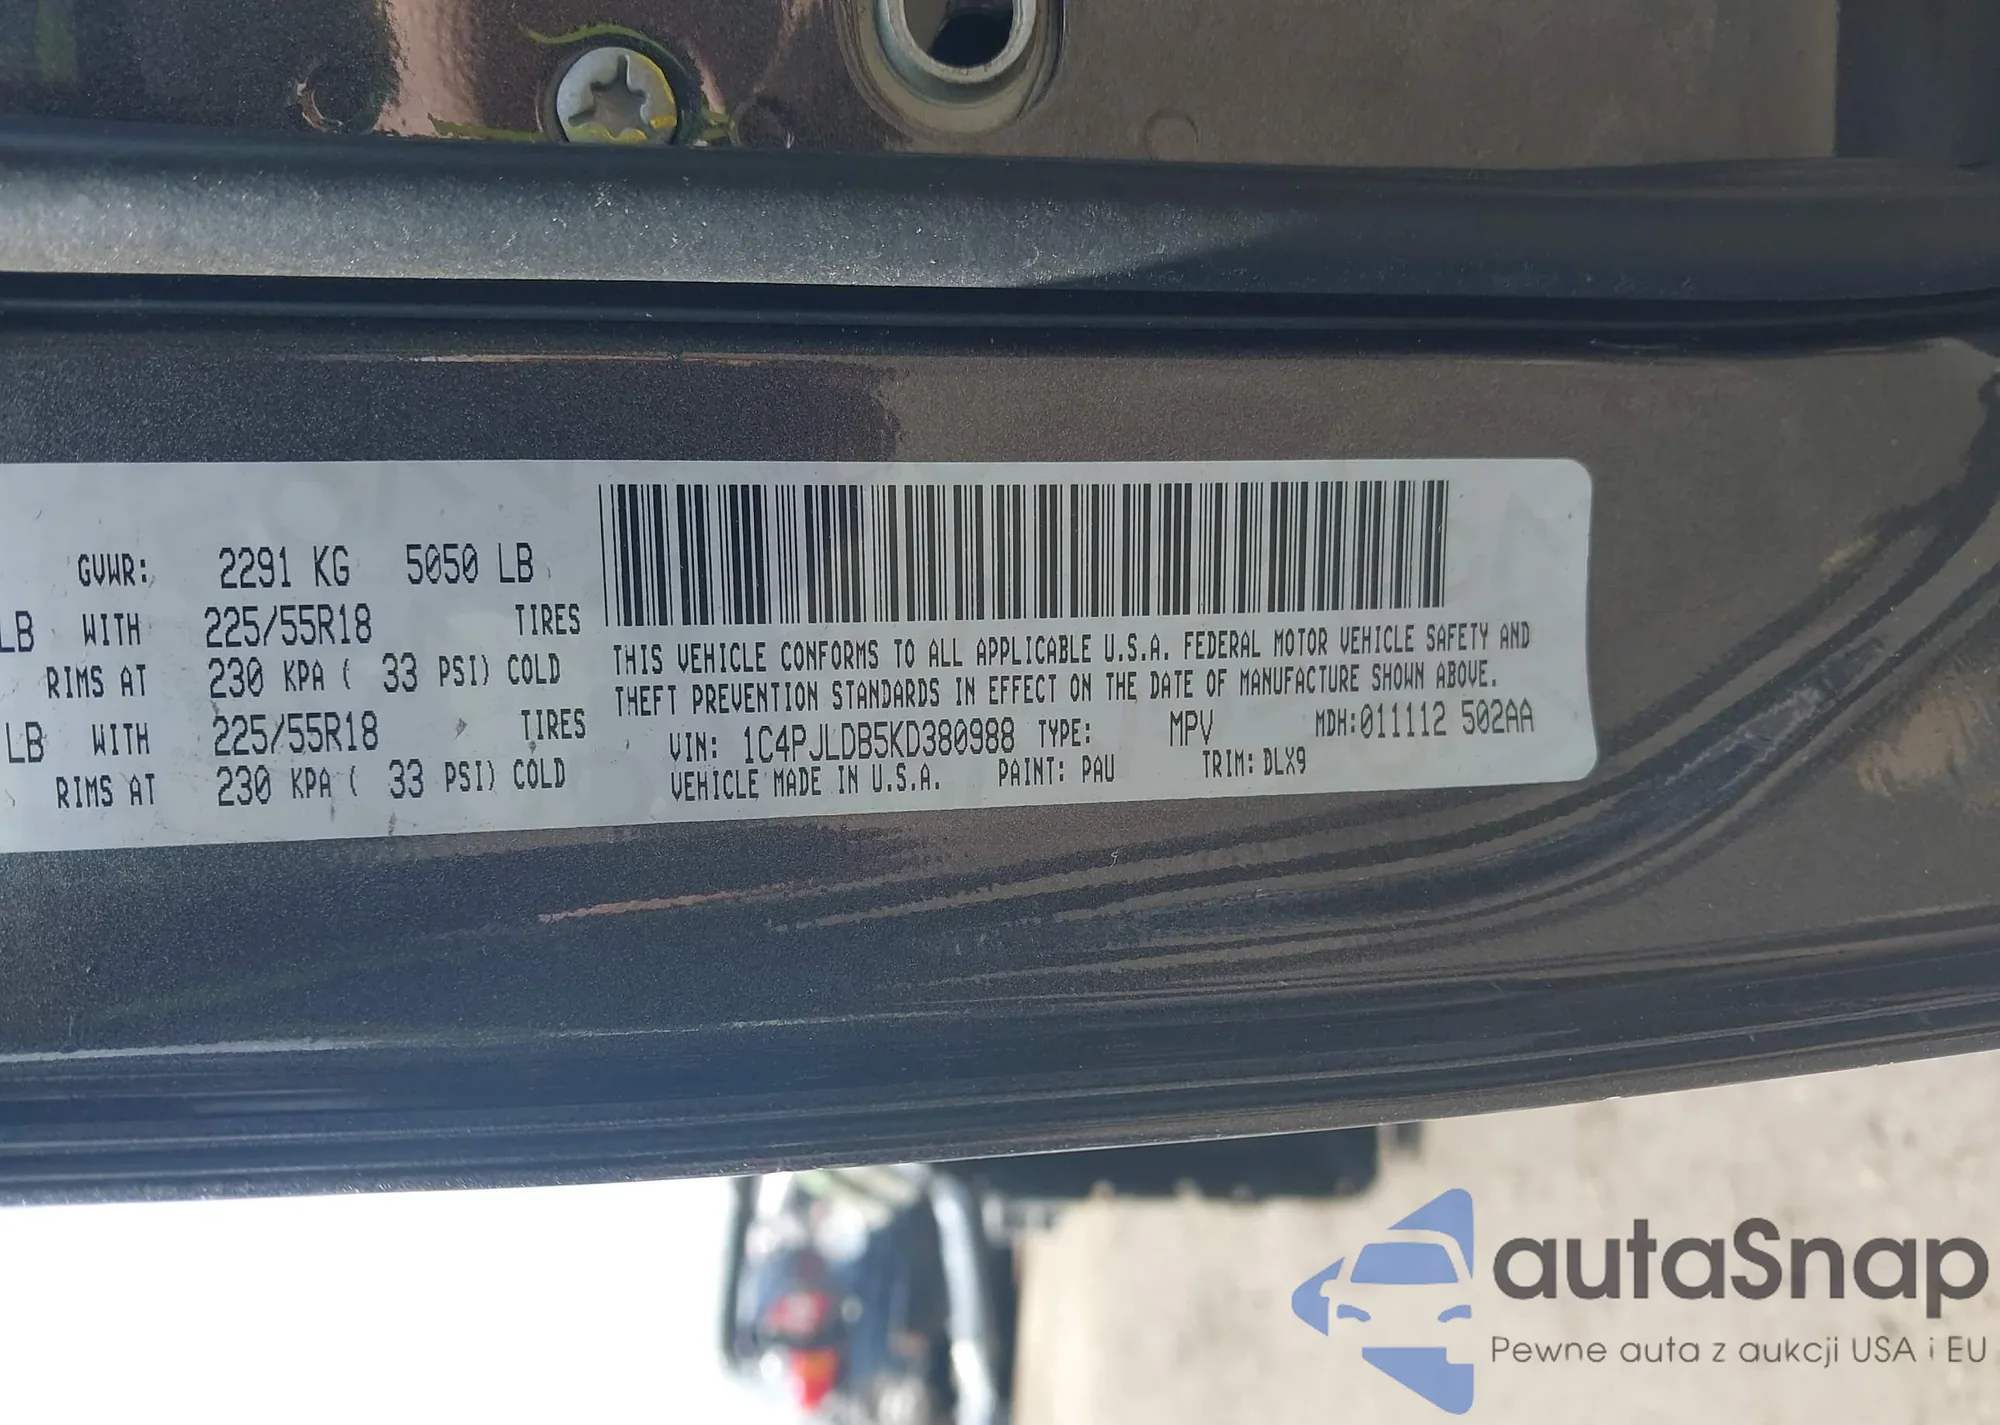 GVWR: 2291 KG 5050 LB
LB WITH 225/55R18 TIRES
RIMS AT 230 KPA ( 33 PSI) COLD
LB WITH 225/55R18 TIRES
RIMS AT 230 KPA ( 33 PSI) COLD
THIS VEHICLE CONFORMS TO ALL APPLICABLE U.S.A. FEDERAL MOTOR VEHICLE SAFETY AND
THEFT PREVENTION STANDARDS IN EFFECT ON THE DATE OF MANUFACTURE SHOWN ABOVE.
VIN: 1C4PJLDB5KD380988 TYPE: MPV MDH:011112 502AA
VEHICLE MADE IN U.S.A. PAINT: PAU TRIM: DLX9
autaSnap
Pewne auta z aukcji USA i EU